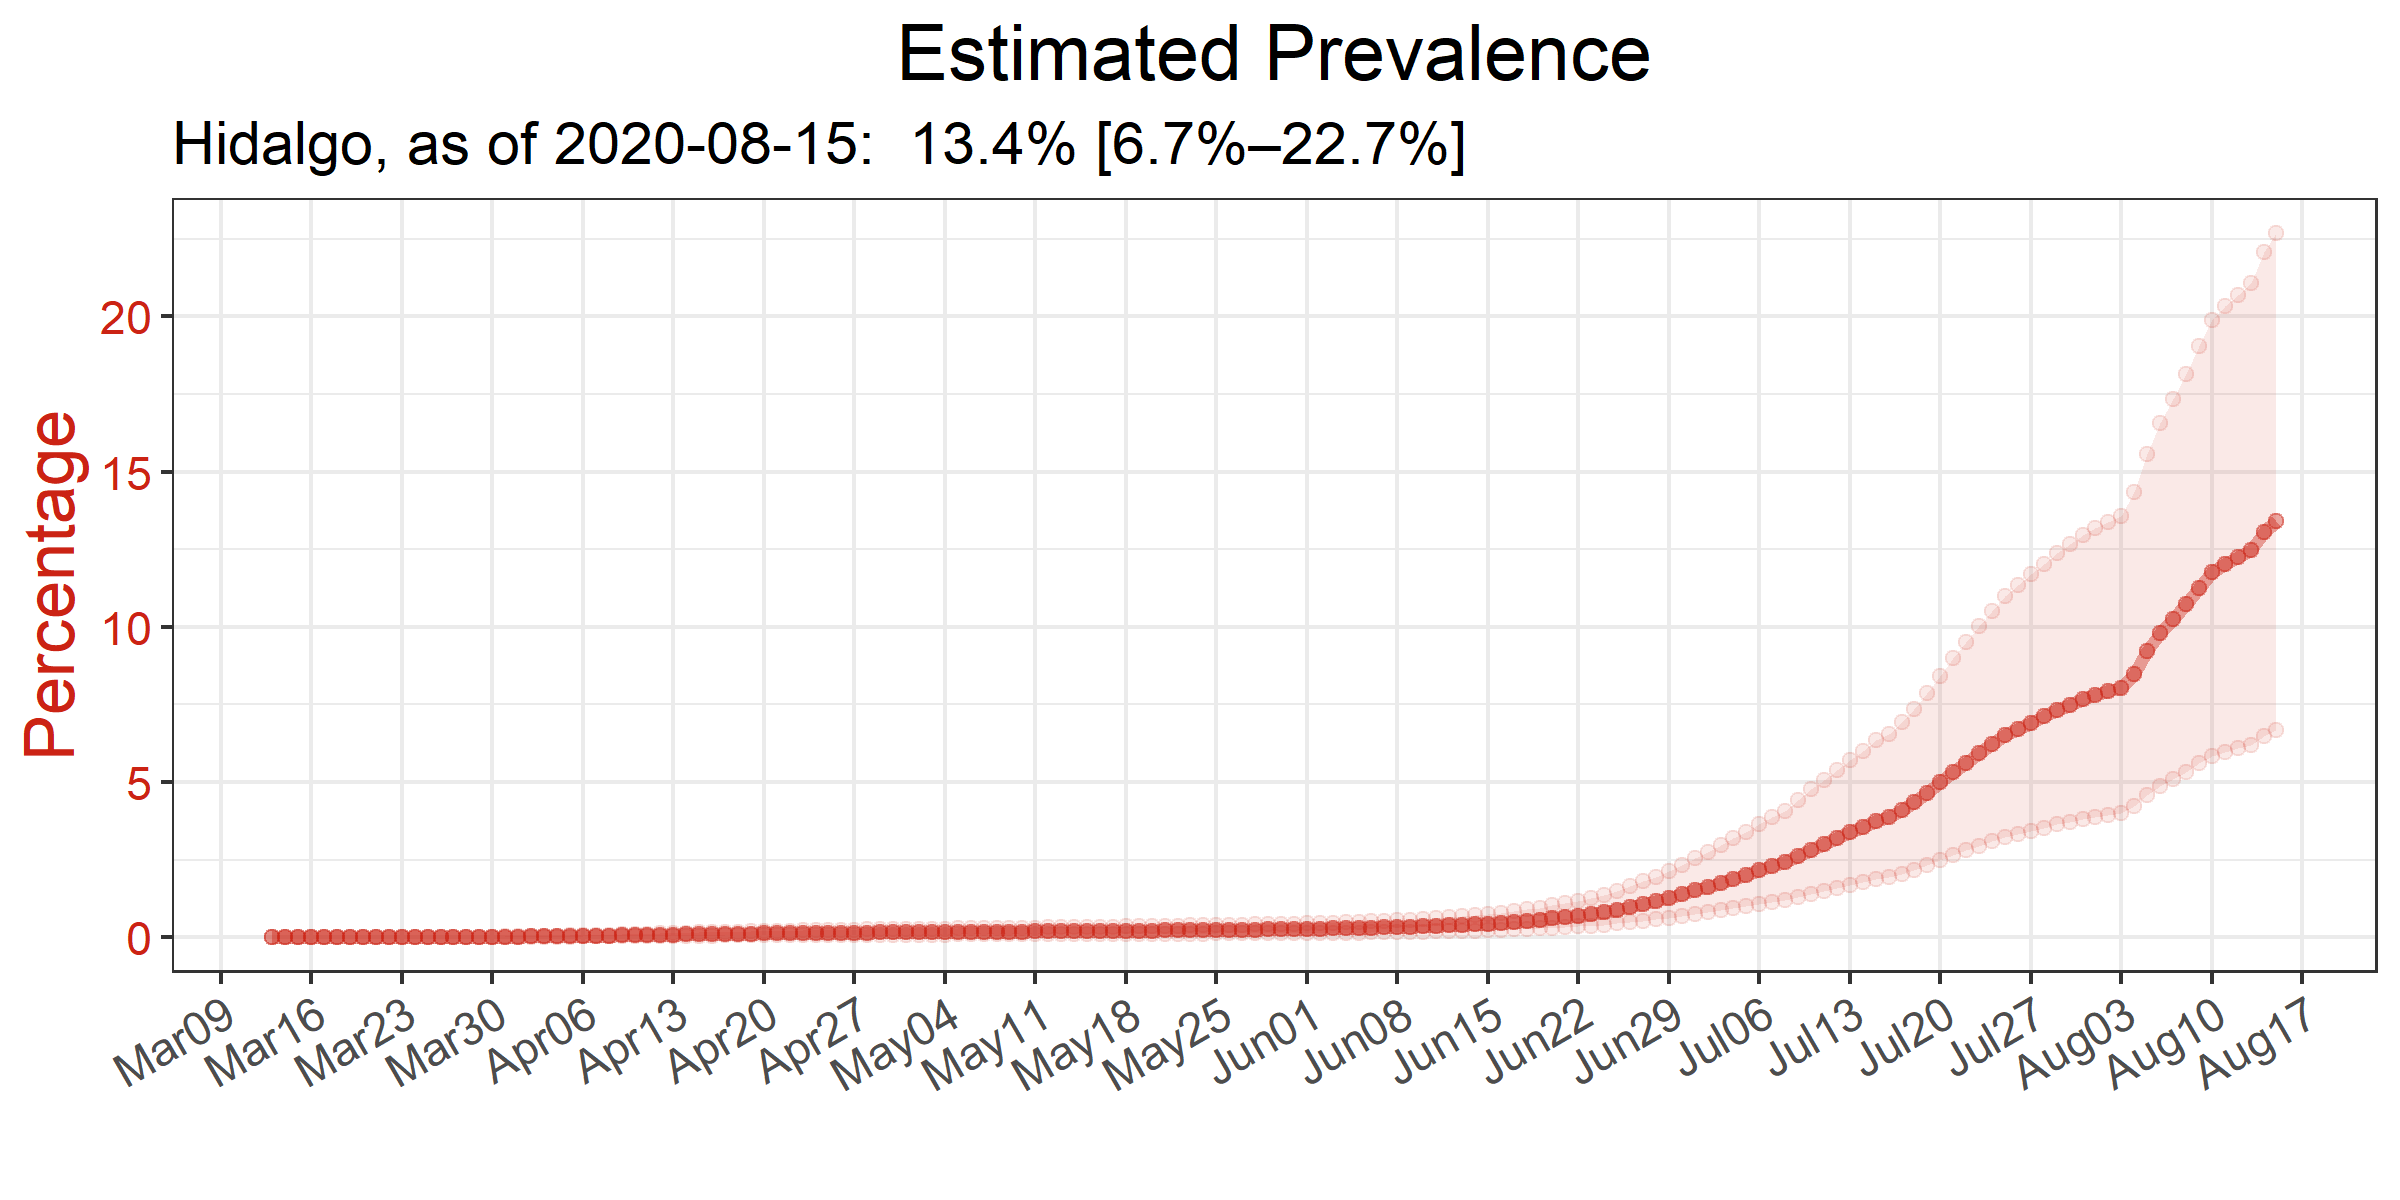 Estimated Prevalence
Hidalgo, as of 2020-08-15:  13.4% [6.7%–22.7%]
Percentage
20
15
10
5
0
Mar09
Mar16
Mar23
Mar30
Apr06
Apr13
Apr20
Apr27
May04
May11
May18
May25
Jun01
Jun08
Jun15
Jun22
Jun29
Jul06
Jul13
Jul20
Jul27
Aug03
Aug10
Aug17